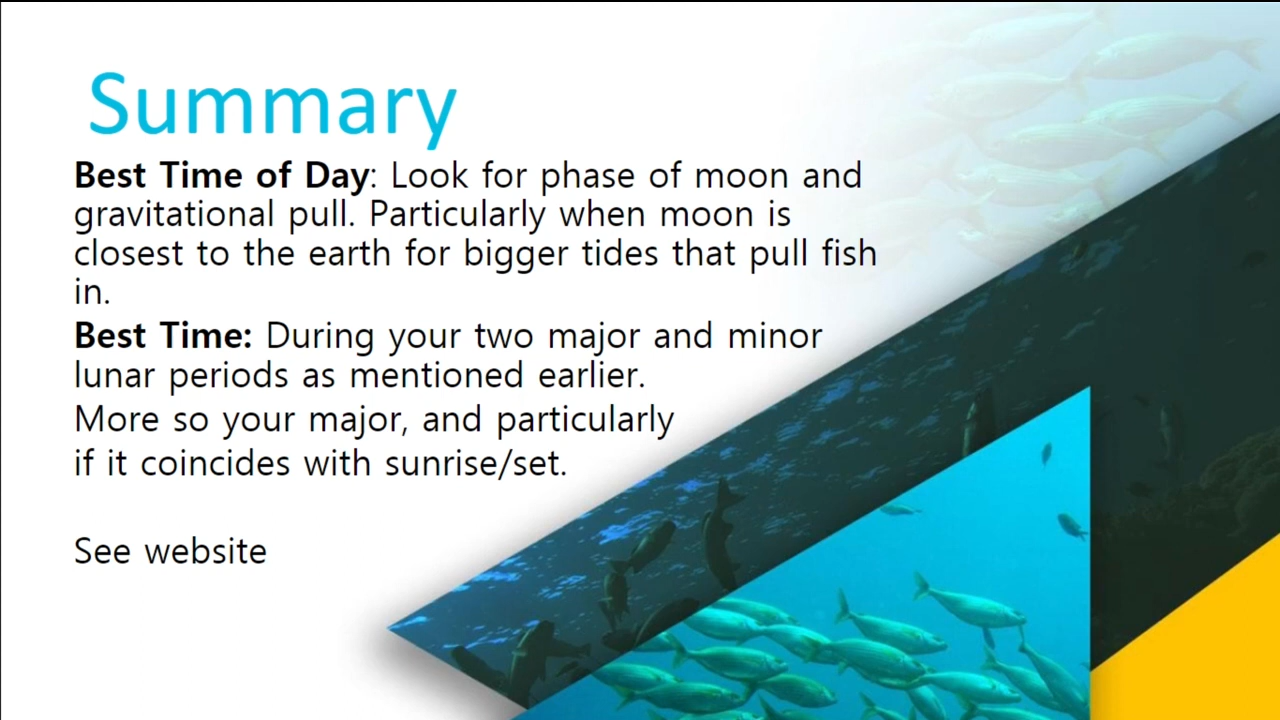 Summary
Best Time of Day: Look for phase of moon and
gravitational pull. Particularly when moon is
closest to the earth for bigger tides that pull fish
in.
Best Time: During your two major and minor
lunar periods as mentioned earlier.
More so your major, and particularly
if it coincides with sunrise/set.
See website